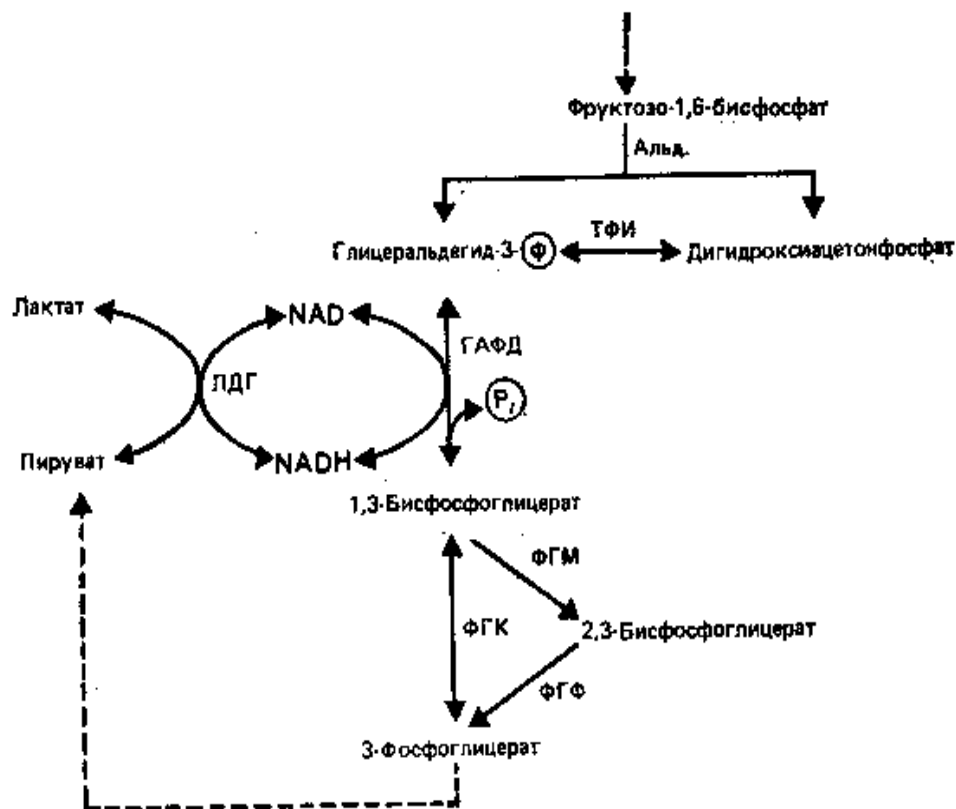 Фруктозо-1,6-бисфосфат
Альд.
Глицеральдегид-3-Ф
ТФИ
Дигидроксиацетонфосфат
Лактат
NAD
ГАФД
ЛДГ
Pi
Пируват
NADH
1,3-Бисфосфоглицерат
ФГМ
ФГК
2,3-Бисфосфоглицерат
ФГФ
3-Фосфоглицерат